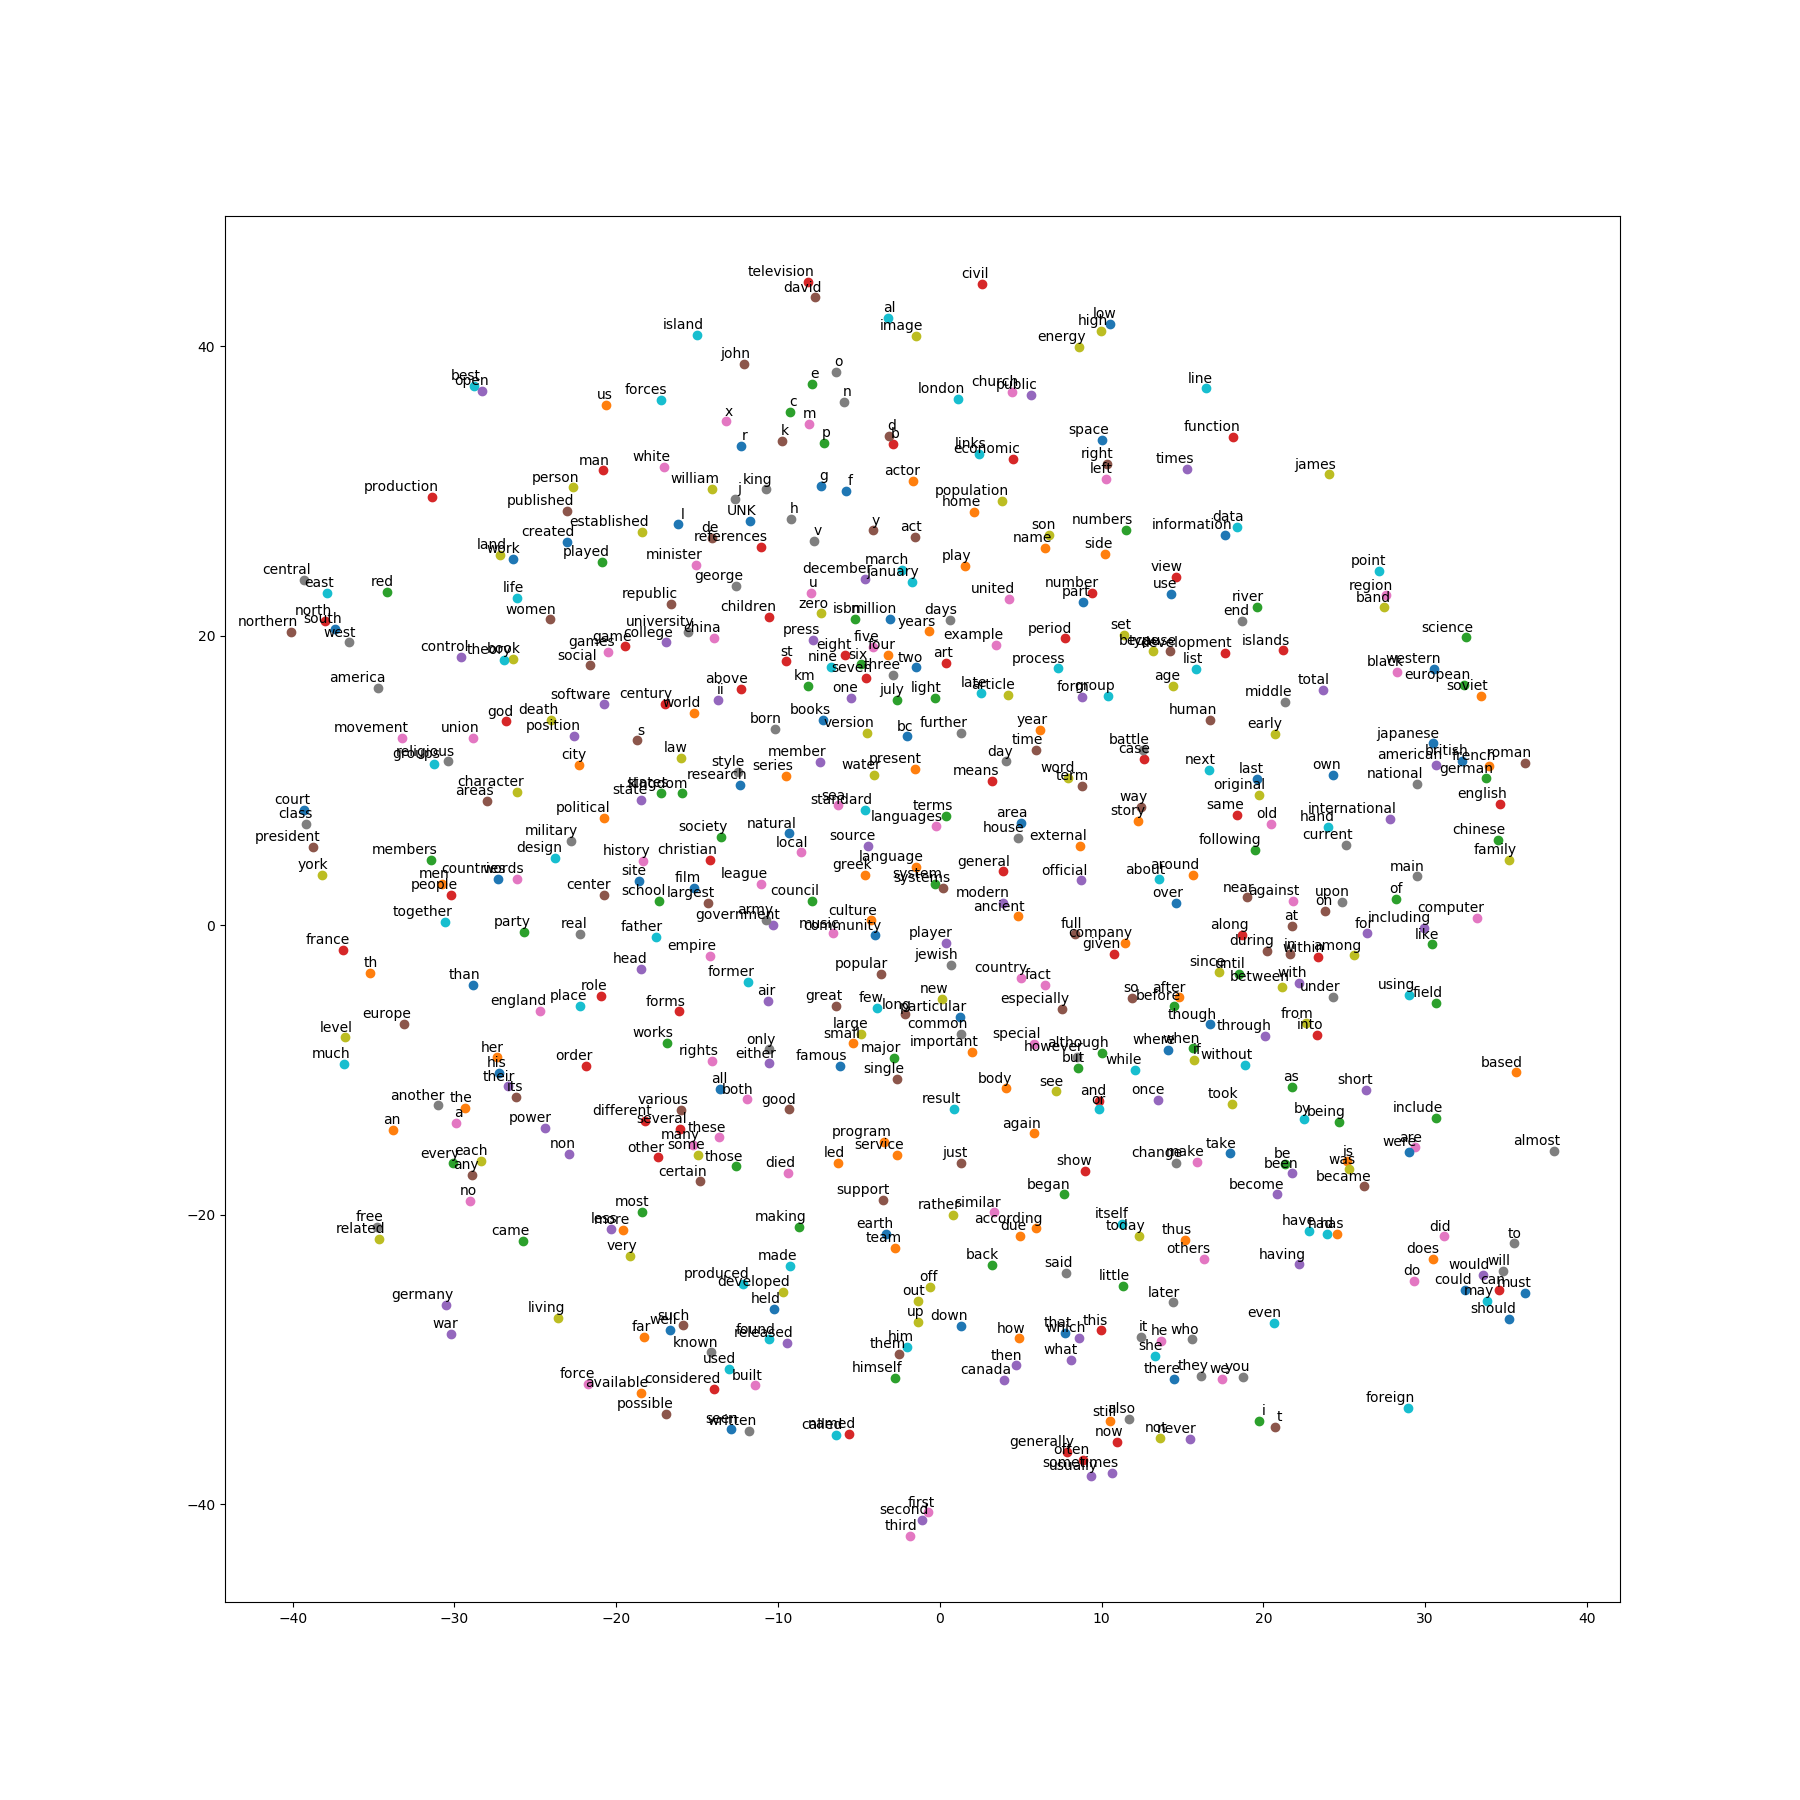 television
civil
david
al
low
high
image
island
energy
john
o
e
best
open
line
church
public
london
forces
us
n
c
x
m
function
d
b
p
k
r
space
links
economic
right
left
white
man
times
james
actor
person
william
king
g
f
production
j
population
published
home
UNK
h
l
established
data
information
numbers
son
name
y
act
v
de
references
created
land
work
played
side
minister
play
march
january
december
view
point
central
george
east
red
life
u
united
number
part
use
region
band
republic
river
women
children
zero
isbn
million
days
end
north
south
northern
west
university
college
china
press
years
example
period
set
because
type
development
islands
science
control
game
games
theory
book
social
st
eight
five
four
nine
six
seven
three
two
art
process
list
black
western
european
soviet
america
km
above
ii
software
century
world
one
july
light
late
article
form
group
age
middle
total
god
death
position
movement
union
born
books
version
bc
further
year
time
human
early
s
law
battle
case
japanese
american
british
french
roman
german
religious
groups
city
style
research
series
member
water
present
day
means
word
term
next
last
own
original
national
english
character
areas
states
kingdom
state
sea
standard
languages
terms
area
house
way
story
same
old
international
hand
current
chinese
family
court
class
president
political
military
design
society
natural
local
source
external
following
members
york
history
christian
language
greek
general
official
about
around
main
men
people
countries
words
site
film
league
system
systems
center
school
largest
council
modern
ancient
over
near
against
upon
on
of
together
party
real
father
army
government
culture
music
community
player
full
company
given
along
at
for
including
computer
like
france
empire
jewish
during
in
within
among
th
than
head
former
popular
country
fact
since
until
between
with
using
field
england
place
role
forms
air
great
few
long
new
particular
especially
so
after
before
under
europe
level
much
works
only
either
rights
large
small
major
famous
common
important
special
however
but
although
though
where
when
if
through
from
into
without
her
his
their
its
order
all
both
single
body
see
while
once
took
as
short
based
another
the
a
an
various
different
several
good
result
and
or
by
being
include
power
non
many
these
other
some
those
certain
program
service
led
just
again
every
each
any
no
died
show
change
make
take
be
been
is
was
were
are
almost
support
began
become
became
free
related
most
less
more
very
came
making
earth
team
rather
similar
according
due
itself
today
thus
others
have
had
has
having
did
does
do
to
will
would
can
could
may
must
should
made
produced
developed
held
back
said
little
later
off
out
up
down
even
germany
war
living
far
well
such
known
found
released
him
them
how
that
which
this
it
he
who
she
himself
then
canada
what
there
they
we
you
used
considered
built
force
available
possible
seen
written
called
named
still
also
now
not
never
i
t
foreign
generally
often
sometimes
usually
first
second
third
40
20
0
−20
−40
−40 −30 −20 −10 0 10 20 30 40